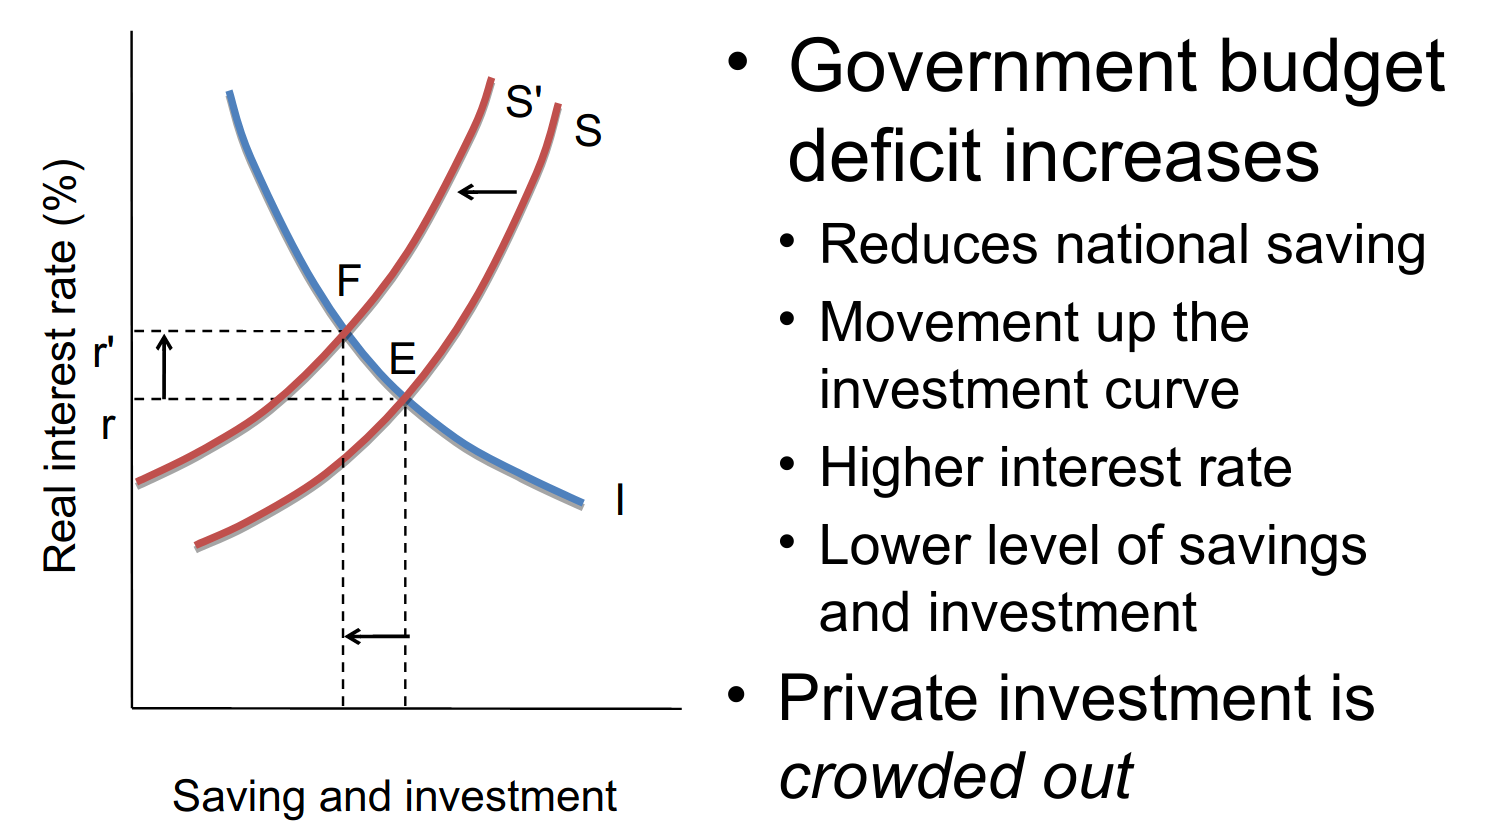 Real interest rate (%)
S'
S
F
E
r'
r
I
Saving and investment
• Government budget
deficit increases
• Reduces national saving
• Movement up the
investment curve
• Higher interest rate
• Lower level of savings
and investment
• Private investment is
crowded out